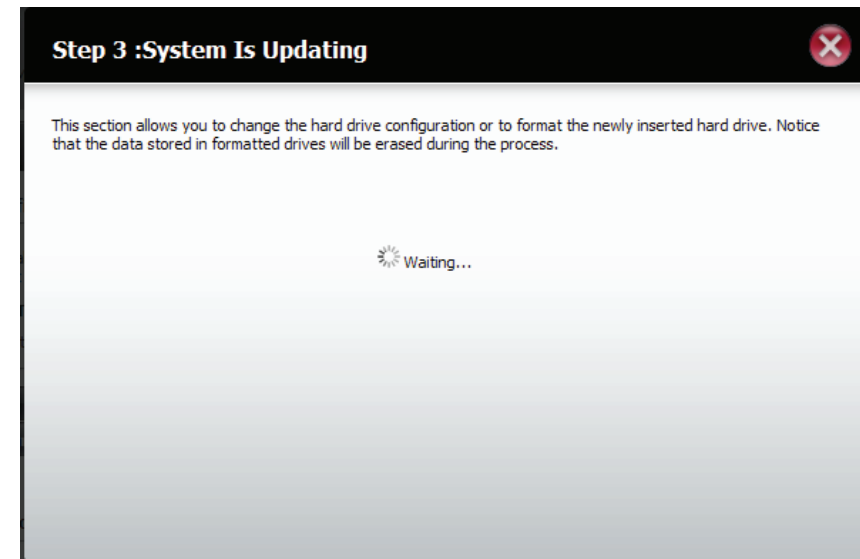 Step 3 :System Is Updating
This section allows you to change the hard drive configuration or to format the newly inserted hard drive. Notice
that the data stored in formatted drives will be erased during the process.
Waiting...